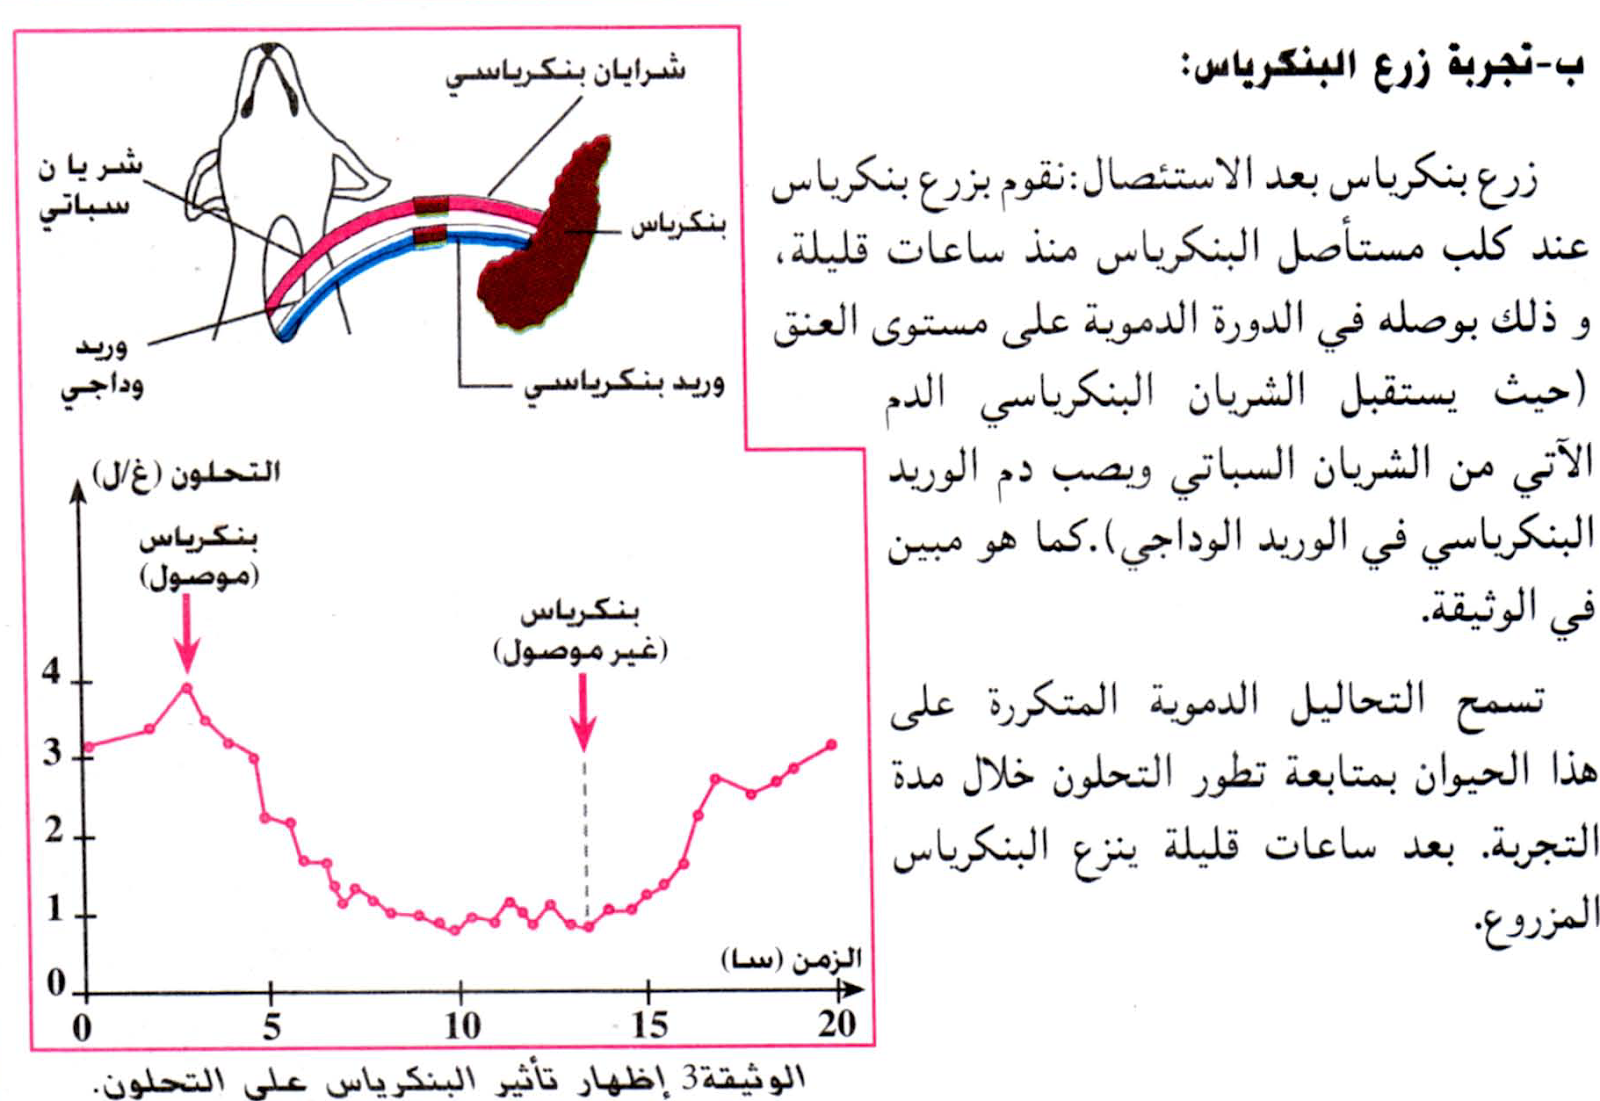 ب-تجربة زرع البنكرياس:
زرع بنكرياس بعد الاستئصال:نقوم بزرع بنكرياس
عند كلب مستأصل البنكرياس منذ ساعات قليلة،
و ذلك بوصله في الدورة الدموية على مستوى العنق
(حيث يستقبل الشريان البنكرياسي الدم
الآتي من الشريان السباتي ويصب دم الوريد
البنكرياسي في الوريد الوداجي).كما هو مبين
في الوثيقة.
تسمح التحاليل الدموية المتكررة على
هذا الحيوان بمتابعة تطور التحلون خلال مدة
التجربة. بعد ساعات قليلة ينزع البنكرياس
المزروع.
شرايان بنكرياسي
شر يا ن
سباتي
بنكرياس
وريد
وداجي
وريد بنكرياسي
التحلون (غ/ل)
بنكرياس
(موصول)
بنكرياس
(غير موصول)
4
3
2
1
0
الزمن (سا)
0 5 10 15 20
الوثيقة3 إظهار تأثير البنكرياس على التحلون.